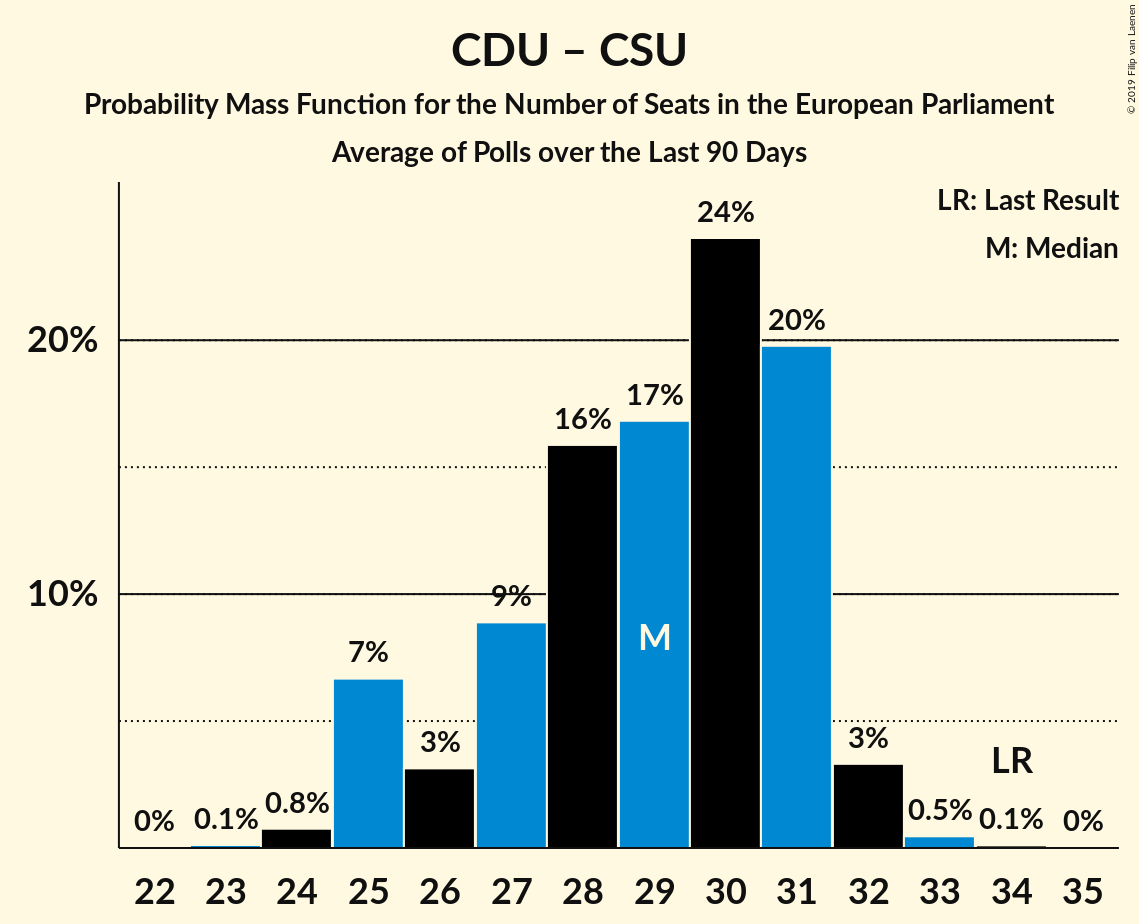 CDU – CSU
Probability Mass Function for the Number of Seats in the European Parliament
Average of Polls over the Last 90 Days
© 2019 Filip van Laenen
LR: Last Result
M: Median
24%
20%
20%
17%
16%
10%
9%
M
7%
3%
3%
LR
0%
0.1%
0.8%
0.5%
0.1%
0%
22 23 24 25 26 27 28 29 30 31 32 33 34 35